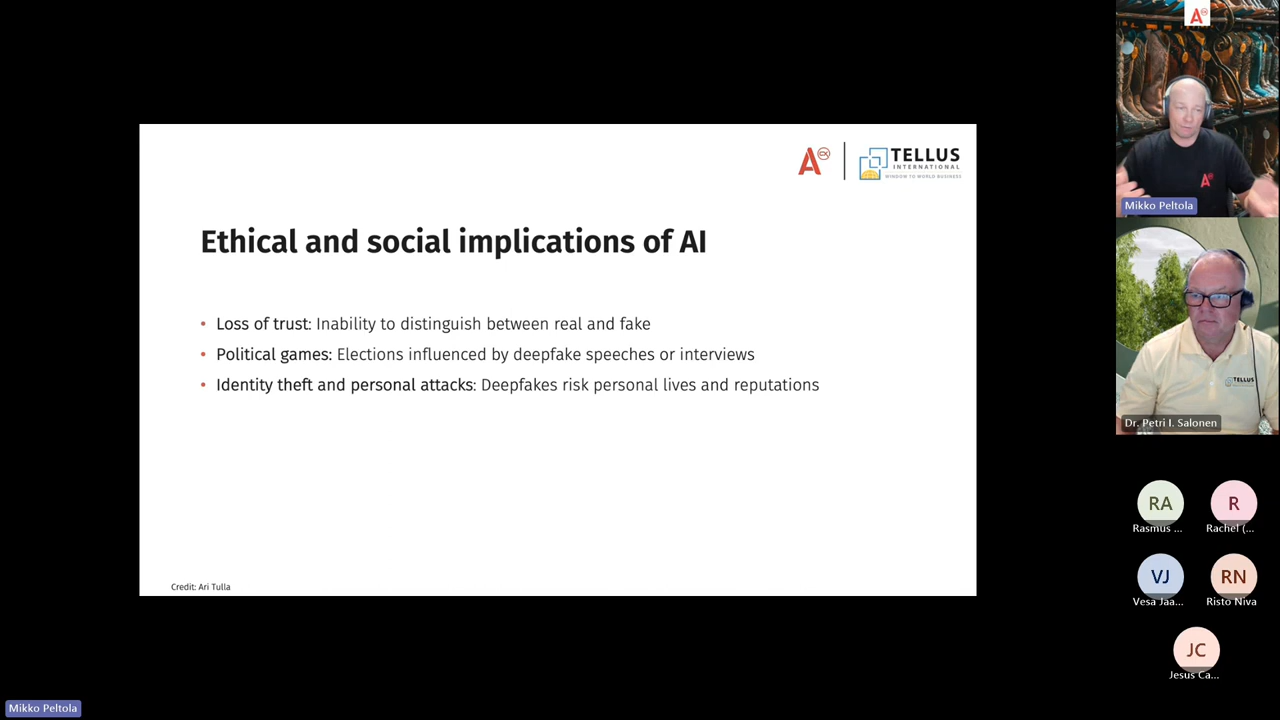 A CX
TELLUS
INTERNATIONAL
WINDOW TO WORLD BUSINESS
Ethical and social implications of AI
• Loss of trust: Inability to distinguish between real and fake
• Political games: Elections influenced by deepfake speeches or interviews
• Identity theft and personal attacks: Deepfakes risk personal lives and reputations
Credit: Ari Tulla
Mikko Peltola
A
A
Mikko Peltola
TELLUS
Dr. Petri I. Salonen
RA
R
Rasmus ...
Rachel (...
VJ
RN
Vesa Jaa...
Risto Niva
JC
Jesus Ca...